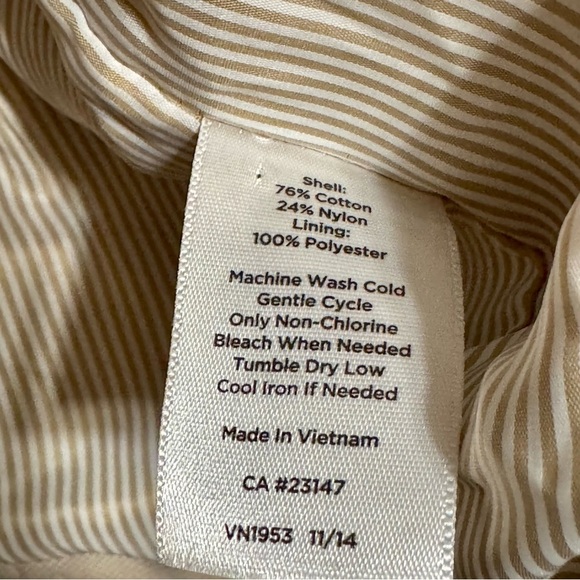 Shell:
76% Cotton
24% Nylon
Lining:
100% Polyester
Machine Wash Cold
Gentle Cycle
Only Non-Chlorine
Bleach When Needed
Tumble Dry Low
Cool Iron If Needed
Made In Vietnam
CA #23147
VN1953 11/14